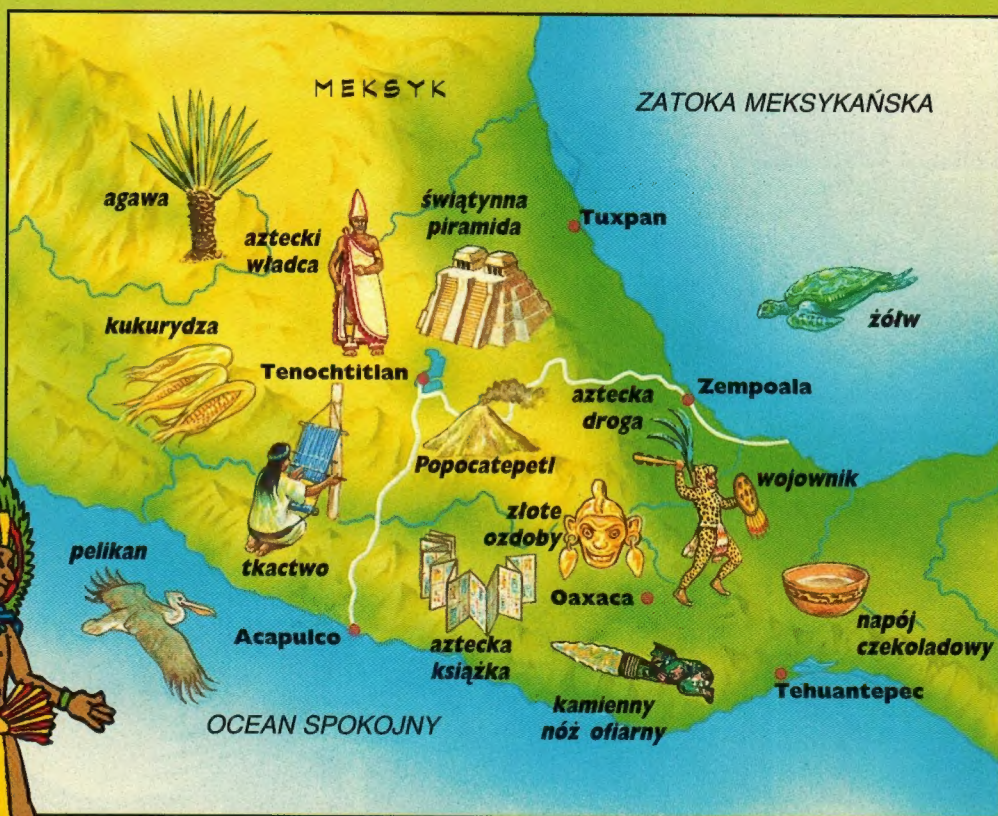 MEKSYK
ZATOKA MEKSYKAŃSKA
agawa
aztecki
władca
świątynna
piramida
Tuxpan
żółw
kukurydza
Tenochtitlan
aztecka
droga
Zempoala
Popocatepetl
wojownik
złote
ozdoby
pelikan
tkactwo
Oaxaca
napój
czekoladowy
Acapulco
aztecka
książka
kamienny
nóż ofiarny
Tehuantepec
OCEAN SPOKOJNY